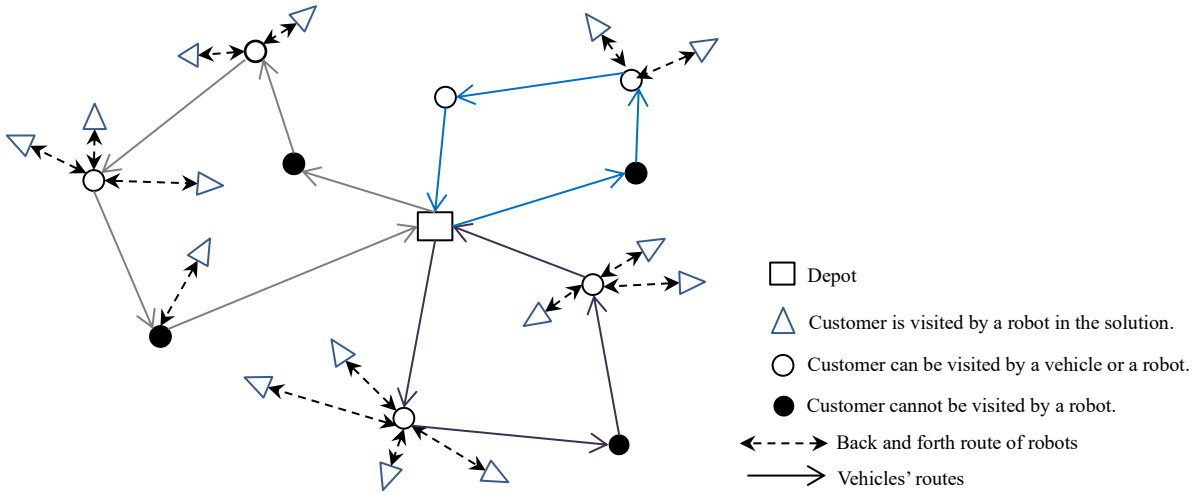 Depot
Customer is visited by a robot in the solution.
Customer can be visited by a vehicle or a robot.
Customer cannot be visited by a robot.
Back and forth route of robots
Vehicles’ routes